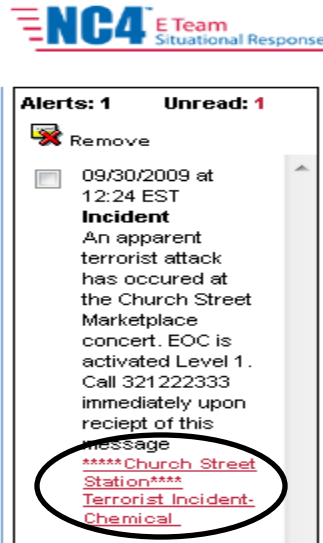 NC4 E Team
Situational Response
Alerts: 1 Unread: 1
Remove
09/30/2009 at
12:24 EST
Incident
An apparent
terrorist attack
has occured at
the Church Street
Marketplace
concert. EOC is
activated Level 1.
Call 321222333
immediately upon
reciept of this
message
*****Church Street
Station****
Terrorist Incident-
Chemical